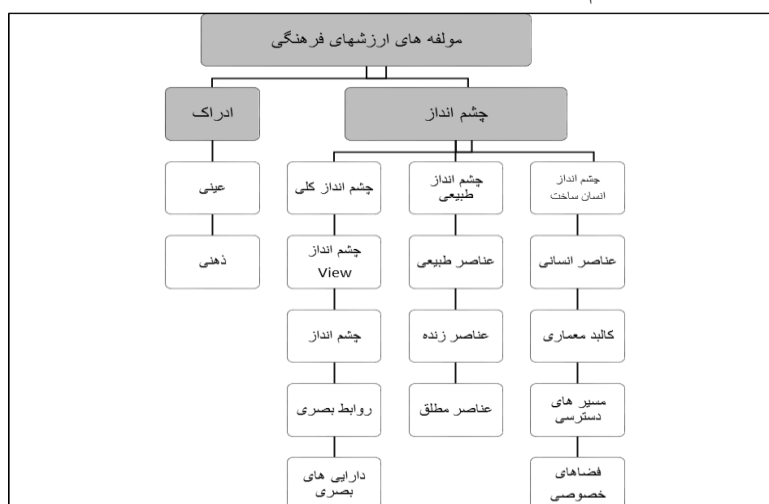 مولفه های ارزشهای فرهنگی
چشم انداز
ادراک
چشم انداز
انسان ساخت
چشم انداز
طبیعی
چشم انداز کلی
عینی
عناصر انسانی
عناصر طبیعی
چشم انداز
View
ذهنی
کالبد معماری
عناصر زنده
چشم انداز
مسیر های
دسترسی
عناصر مطلق
روابط بصری
فضاهای
خصوصی
دارایی های
بصری